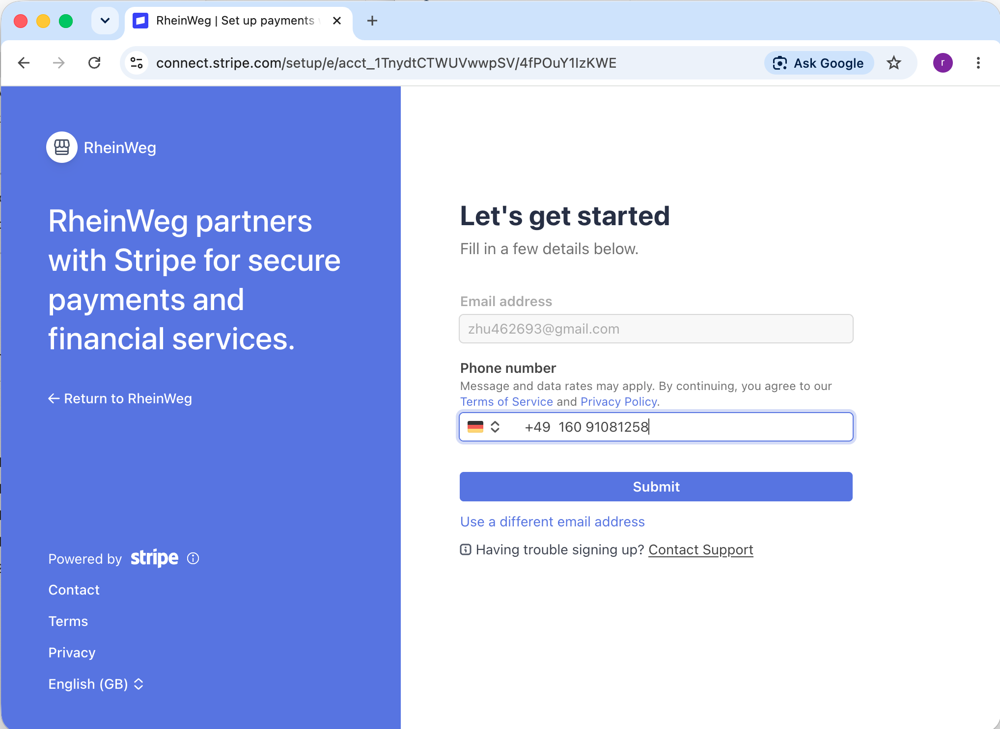 RheinWeg | Set up payments
connect.stripe.com/setup/e/acct_1TnydtCTWUVwwpSV/4fPOuY1IzKWE
Ask Google
r
RheinWeg
RheinWeg partners
with Stripe for secure
payments and
financial services.
← Return to RheinWeg
Powered by stripe
Contact
Terms
Privacy
English (GB)
Let's get started
Fill in a few details below.
Email address
zhu462693@gmail.com
Phone number
Message and data rates may apply. By continuing, you agree to our
Terms of Service and Privacy Policy.
+49 160 91081258
Submit
Use a different email address
Having trouble signing up? Contact Support